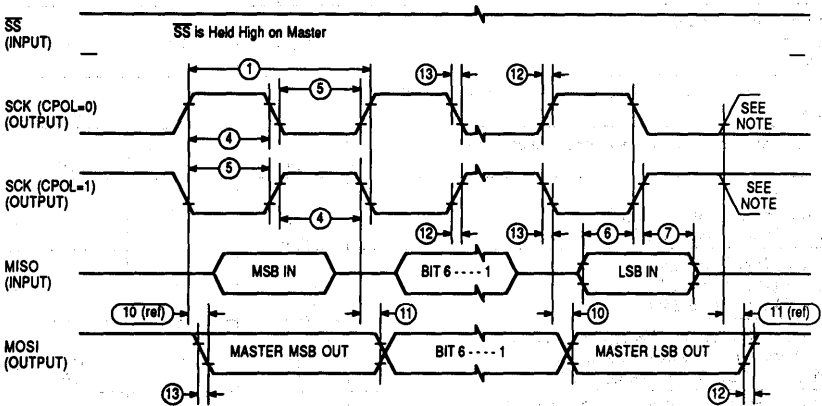 SS
(INPUT)
SS is Held High on Master
1
5
13
12
SCK (CPOL=0)
(OUTPUT)
SEE
NOTE
4
5
SCK (CPOL=1)
(OUTPUT)
SEE
NOTE
4
12
13
6
7
MISO
(INPUT)
MSB IN
BIT 6 - - - - 1
LSB IN
10 (ref)
11
10
11 (ref)
MOSI
(OUTPUT)
MASTER MSB OUT
BIT 6 - - - - 1
MASTER LSB OUT
13
12